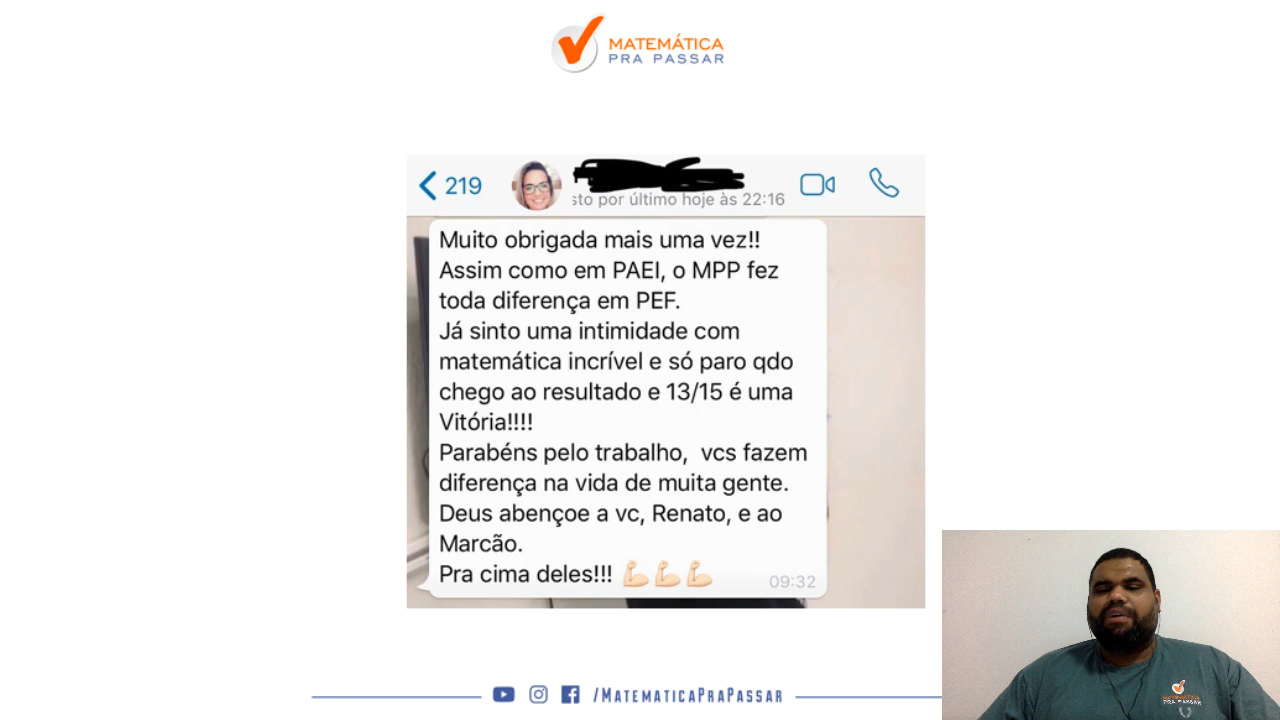 MATEMÁTICA
PRA PASSAR
219
sto por último hoje às 22:16
Muito obrigada mais uma vez!!
Assim como em PAEI, o MPP fez
toda diferença em PEF.
Já sinto uma intimidade com
matemática incrível e só paro qdo
chego ao resultado e 13/15 é uma
Vitória!!!!
Parabéns pelo trabalho,  vcs fazem
diferença na vida de muita gente.
Deus abençoe a vc, Renato, e ao
Marcão.
Pra cima deles!!! 💪🏻💪🏻💪🏻
09:32
/MATEMATICAPRAPASSAR
MATEMÁTICA
PRA PASSAR